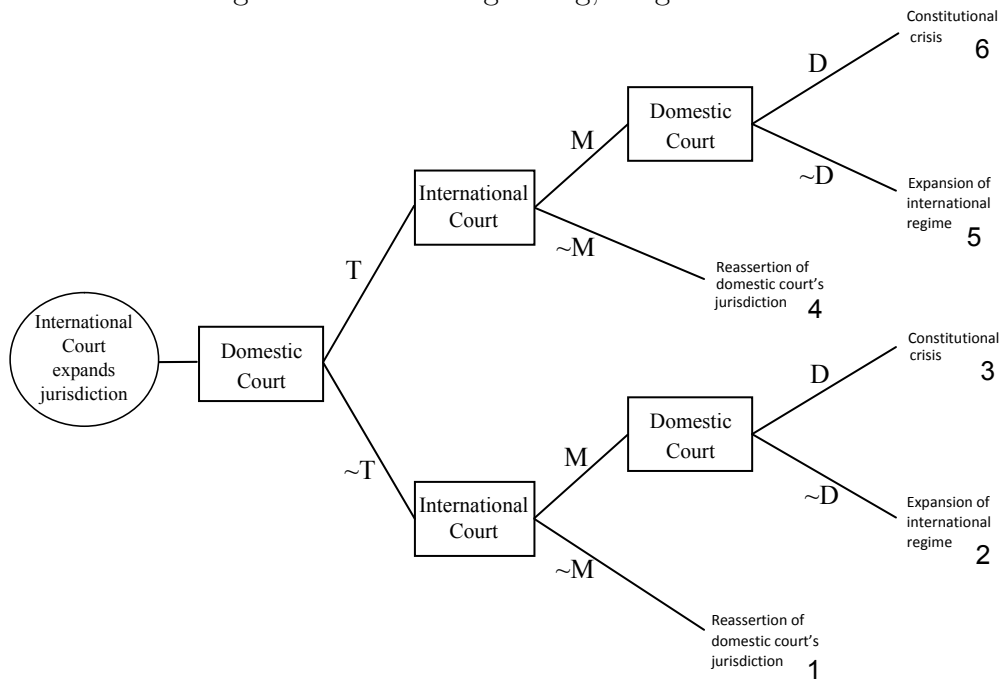 Constitutional
crisis 6
D
Domestic
Court
M
~D
International
Court
Expansion of
international
regime 5
~M
T
Reassertion of
domestic court's
jurisdiction 4
International
Court
expands
jurisdiction
Domestic
Court
Constitutional
crisis 3
D
Domestic
Court
M
~T
~D
International
Court
Expansion of
international
regime 2
~M
Reassertion of
domestic court's
jurisdiction 1